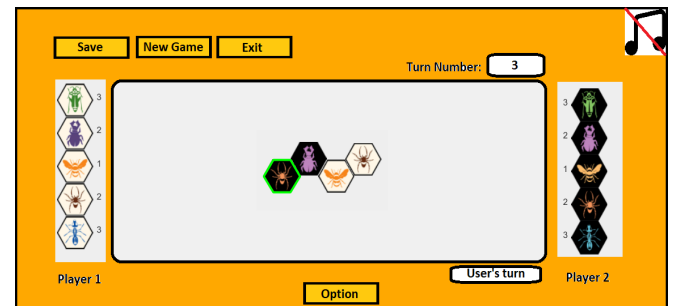 Save
New Game
Exit
Turn Number:
3
3
2
1
2
3
3
2
1
2
3
User's turn
Player 1
Player 2
Option